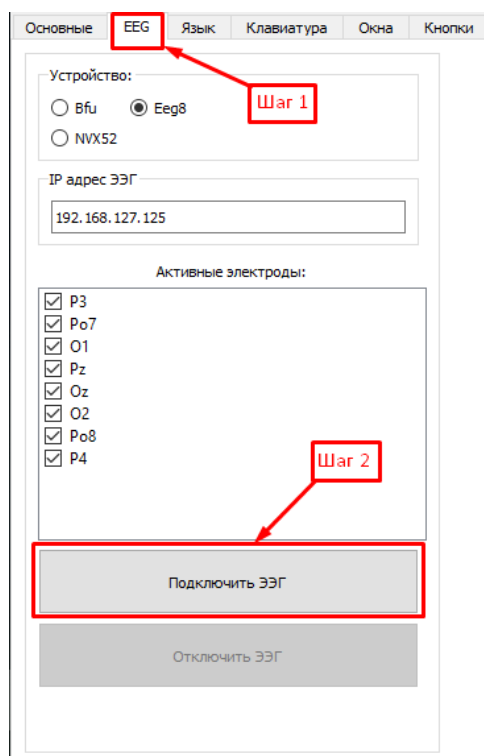 Основные EEG Язык Клавиатура Окна Кнопки
Шаг 1
Устройство:
Bfu Eeg8
NVX52
IP адрес ЭЭГ
192.168.127.125
Активные электроды:
P3
Po7
O1
Pz
Oz
O2
Po8
P4
Шаг 2
Подключить ЭЭГ
Отключить ЭЭГ